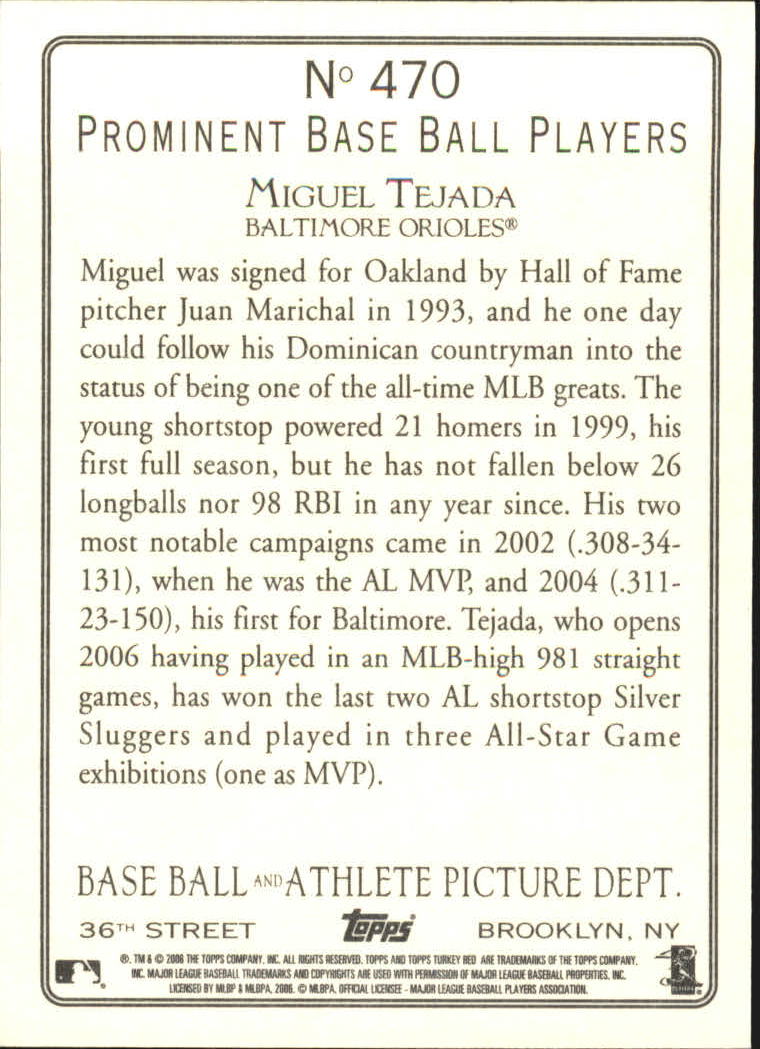 Nº 470
PROMINENT BASE BALL PLAYERS
MIGUEL TEJADA
BALTIMORE ORIOLES®
Miguel was signed for Oakland by Hall of Fame
pitcher Juan Marichal in 1993, and he one day
could follow his Dominican countryman into the
status of being one of the all-time MLB greats. The
young shortstop powered 21 homers in 1999, his
first full season, but he has not fallen below 26
longballs nor 98 RBI in any year since. His two
most notable campaigns came in 2002 (.308-34-
131), when he was the AL MVP, and 2004 (.311-
23-150), his first for Baltimore. Tejada, who opens
2006 having played in an MLB-high 981 straight
games, has won the last two AL shortstop Silver
Sluggers and played in three All-Star Game
exhibitions (one as MVP).
BASE BALL AND ATHLETE PICTURE DEPT.
36TH STREET topps BROOKLYN, NY
®, TM & © 2006 THE TOPPS COMPANY, INC. ALL RIGHTS RESERVED. TOPPS AND TOPPS TURKEY RED ARE TRADEMARKS OF THE TOPPS COMPANY,
INC. MAJOR LEAGUE BASEBALL TRADEMARKS AND COPYRIGHTS ARE USED WITH PERMISSION OF MAJOR LEAGUE BASEBALL PROPERTIES, INC.
LICENSED BY MLBP & MLBPA, 2006. © MLBPA. OFFICIAL LICENSEE - MAJOR LEAGUE BASEBALL PLAYERS ASSOCIATION.